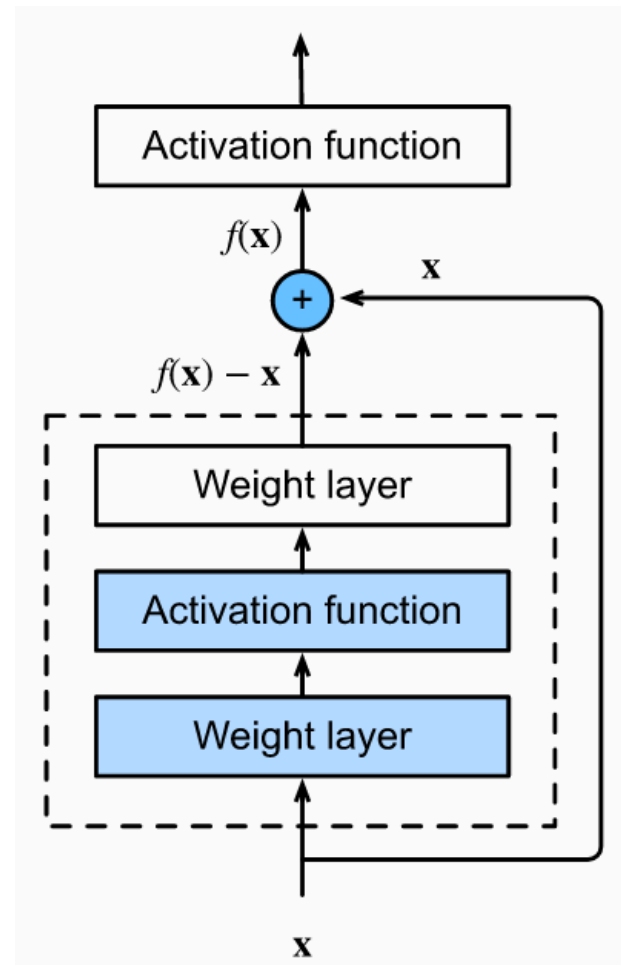 Activation function
f(x)
x
+
f(x) − x
Weight layer
Activation function
Weight layer
x